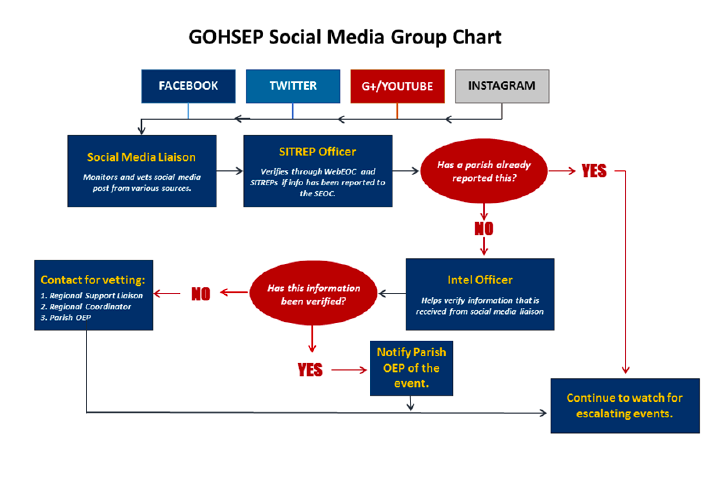 GOHSEP Social Media Group Chart
FACEBOOK
TWITTER
G+/YOUTUBE
INSTAGRAM
Social Media Liaison
Monitors and vets social media
post from various sources.
SITREP Officer
Verifies through WebEOC and
SITREPs if info has been reported to
the SEOC.
Has a parish already
reported this?
YES
NO
Contact for vetting:
1. Regional Support Liaison
2. Regional Coordinator
3. Parish OEP
NO
Has this information
been verified?
Intel Officer
Helps verify information that is
received from social media liaison
YES
Notify Parish
OEP of the
event.
Continue to watch for
escalating events.